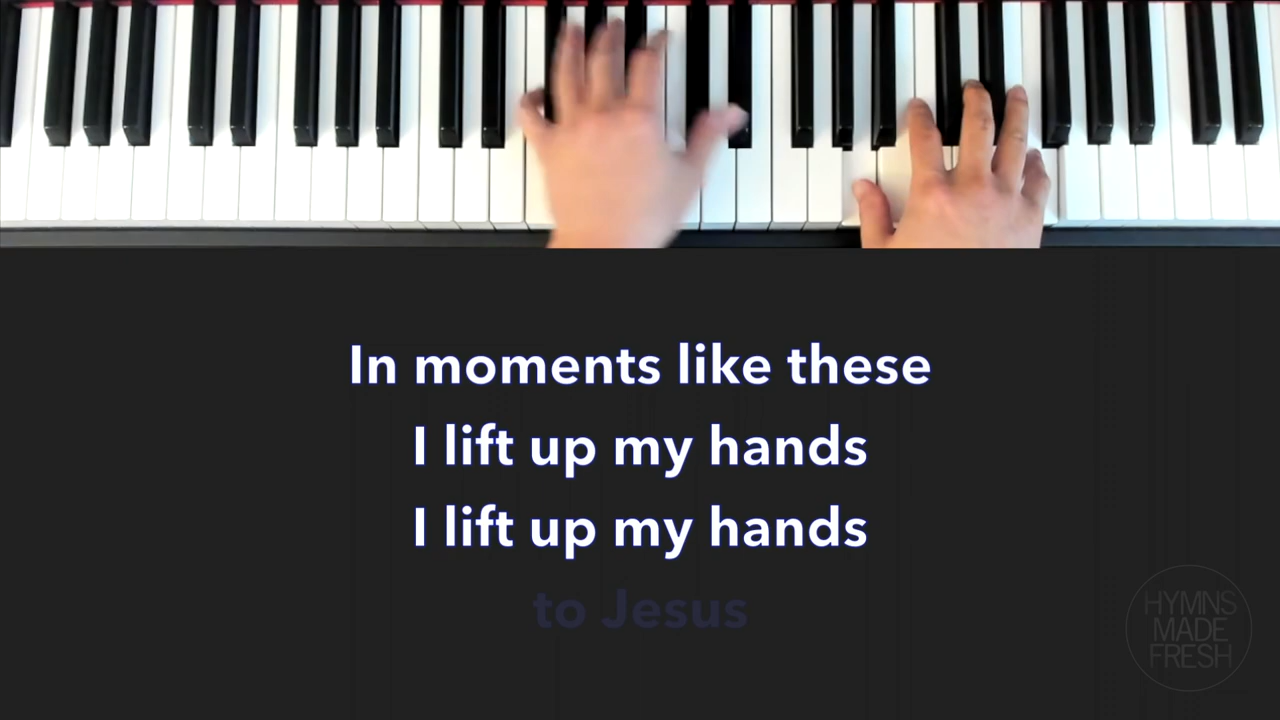 In moments like these
I lift up my hands
I lift up my hands
to Jesus
HYMNS
MADE
FRESH